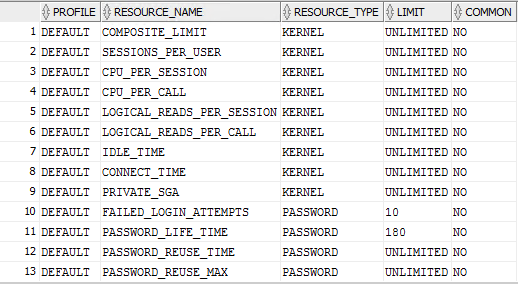 PROFILE RESOURCE_NAME RESOURCE_TYPE LIMIT COMMON
1 DEFAULT COMPOSITE_LIMIT KERNEL UNLIMITED NO
2 DEFAULT SESSIONS_PER_USER KERNEL UNLIMITED NO
3 DEFAULT CPU_PER_SESSION KERNEL UNLIMITED NO
4 DEFAULT CPU_PER_CALL KERNEL UNLIMITED NO
5 DEFAULT LOGICAL_READS_PER_SESSION KERNEL UNLIMITED NO
6 DEFAULT LOGICAL_READS_PER_CALL KERNEL UNLIMITED NO
7 DEFAULT IDLE_TIME KERNEL UNLIMITED NO
8 DEFAULT CONNECT_TIME KERNEL UNLIMITED NO
9 DEFAULT PRIVATE_SGA KERNEL UNLIMITED NO
10 DEFAULT FAILED_LOGIN_ATTEMPTS PASSWORD 10 NO
11 DEFAULT PASSWORD_LIFE_TIME PASSWORD 180 NO
12 DEFAULT PASSWORD_REUSE_TIME PASSWORD UNLIMITED NO
13 DEFAULT PASSWORD_REUSE_MAX PASSWORD UNLIMITED NO